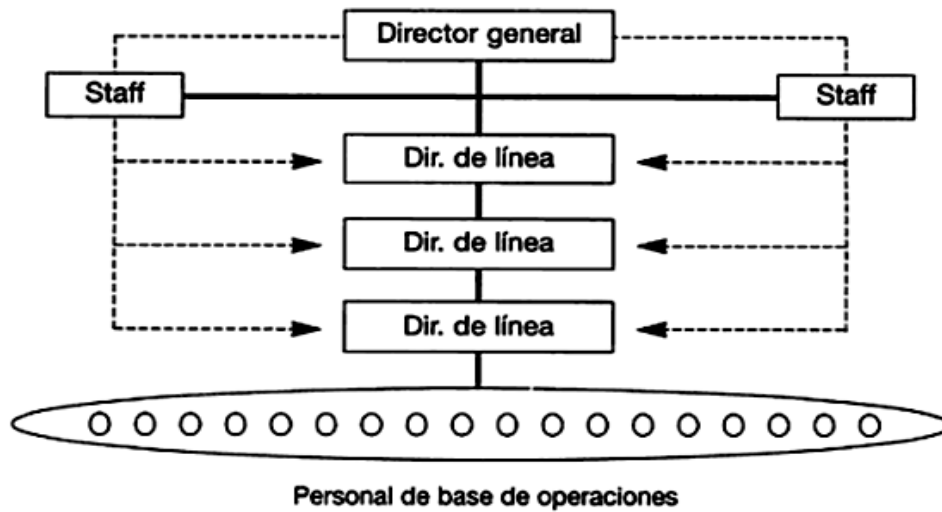 Director general
Staff
Staff
Dir. de línea
Dir. de línea
Dir. de línea
Personal de base de operaciones